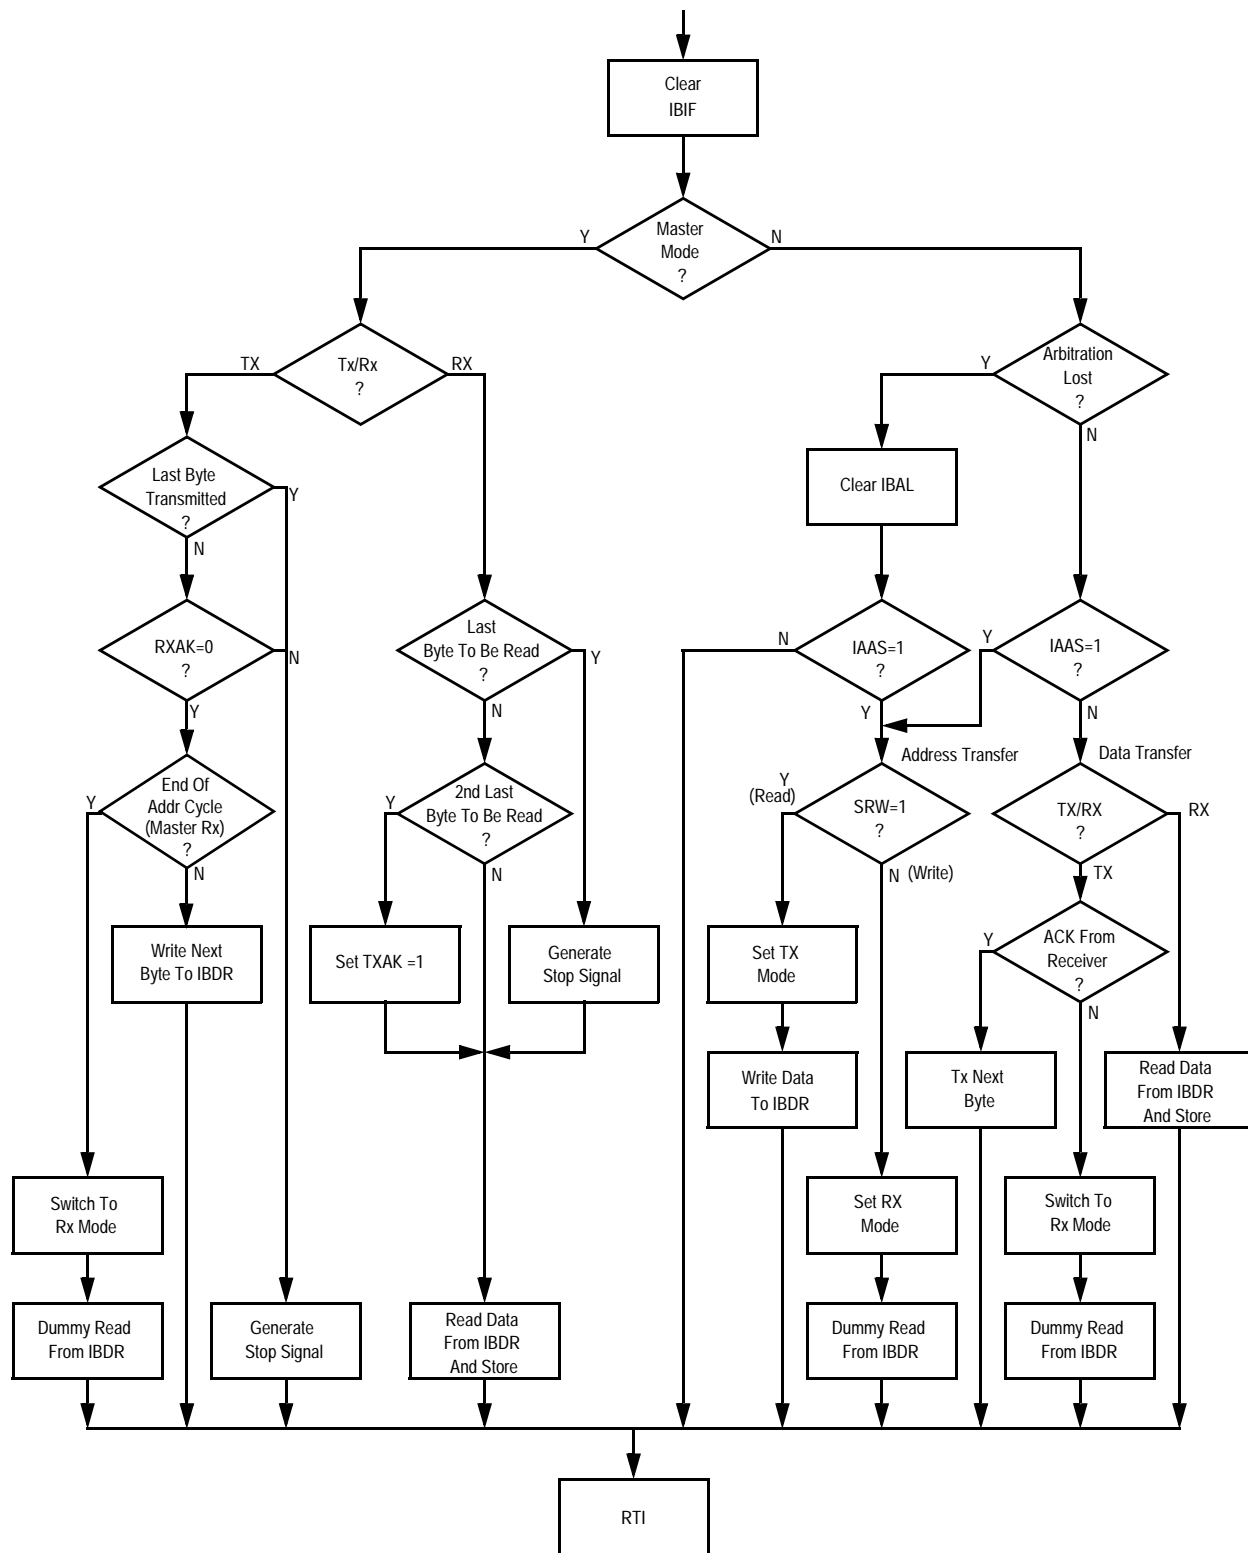 Clear
IBIF
Master
Mode
?
Y
N
Tx/Rx
?
TX
RX
Arbitration
Lost
?
Y
N
Last Byte
Transmitted
?
Y
N
Clear IBAL
RXAK=0
?
N
Y
Last
Byte To Be Read
?
Y
N
IAAS=1
?
N
Y
IAAS=1
?
Y
N
Address Transfer
Data Transfer
End Of
Addr Cycle
(Master Rx)
?
Y
N
2nd Last
Byte To Be Read
?
Y
N
SRW=1
?
Y
(Read)
N (Write)
TX/RX
?
RX
TX
Write Next
Byte To IBDR
Set TXAK =1
Generate
Stop Signal
Set TX
Mode
ACK From
Receiver
?
Y
N
Write Data
To IBDR
Tx Next
Byte
Read Data
From IBDR
And Store
Switch To
Rx Mode
Set RX
Mode
Switch To
Rx Mode
Dummy Read
From IBDR
Generate
Stop Signal
Read Data
From IBDR
And Store
Dummy Read
From IBDR
Dummy Read
From IBDR
RTI